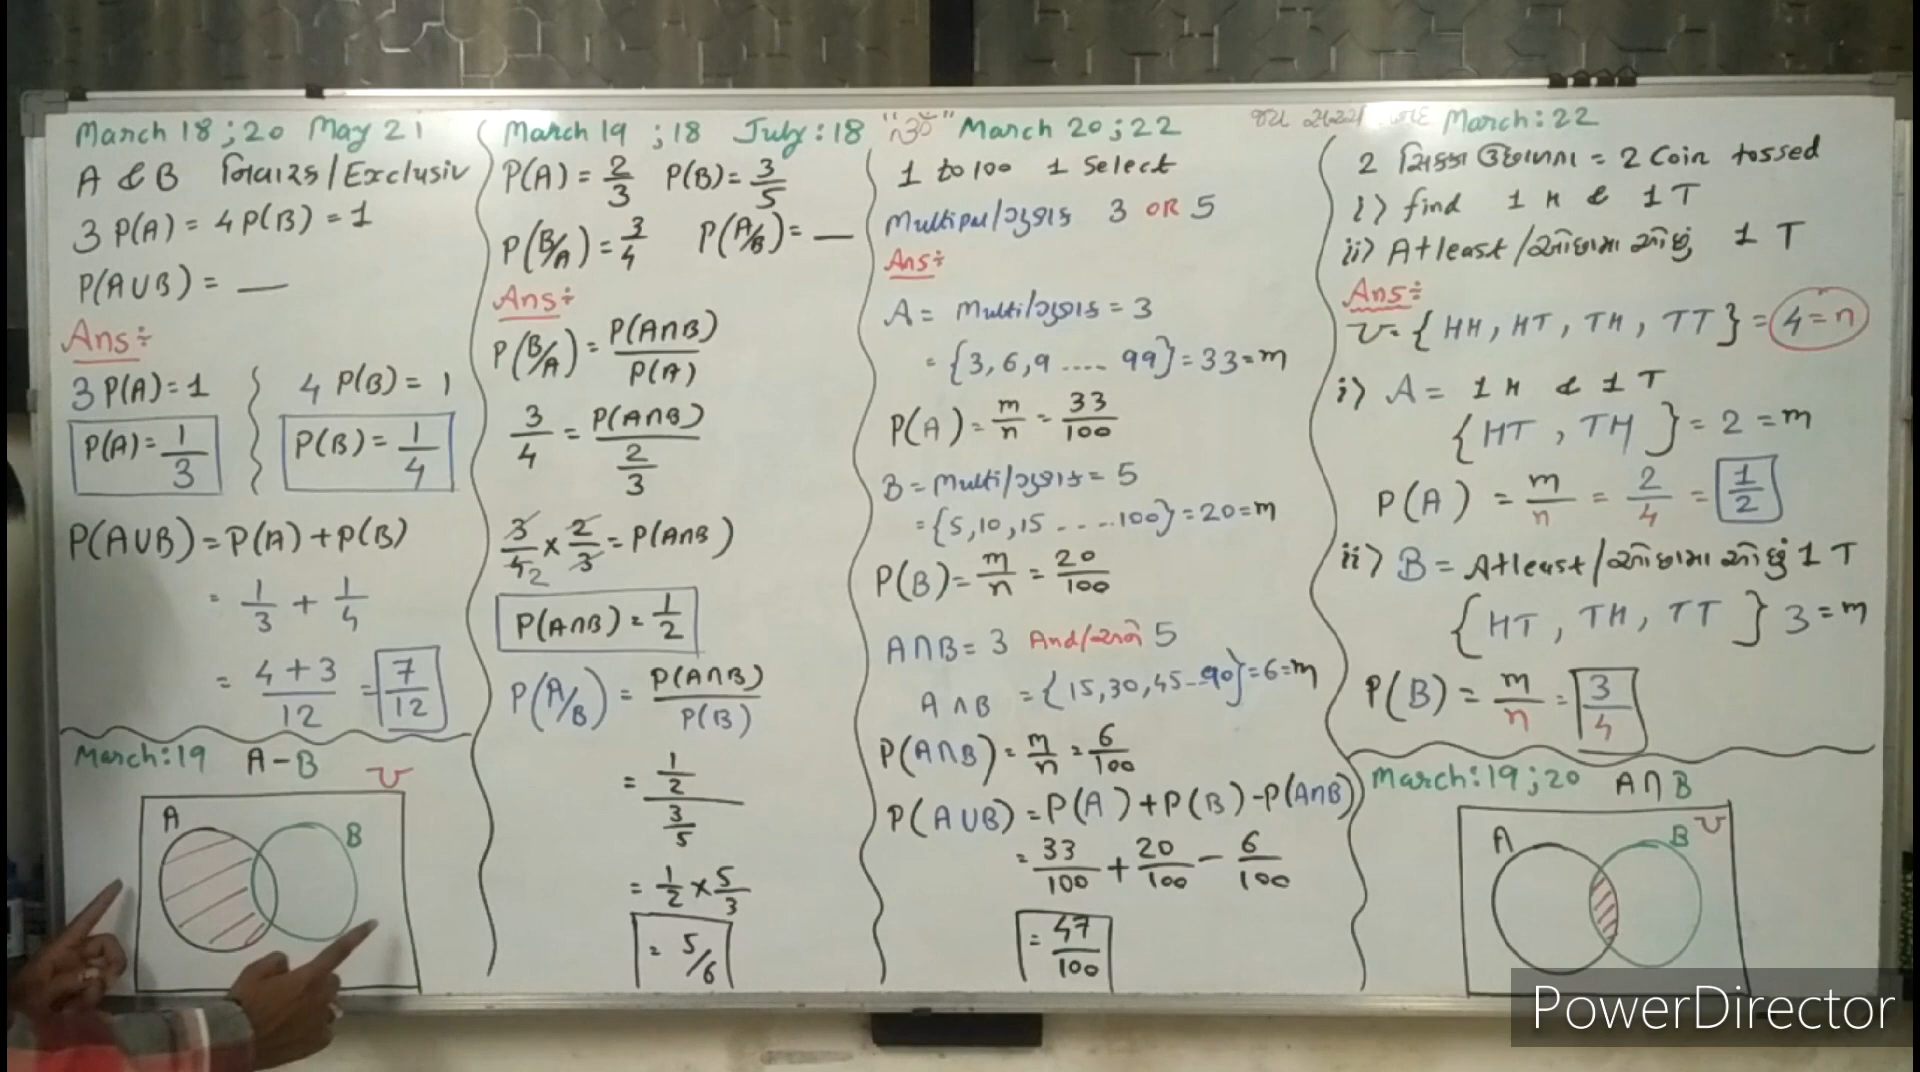 March 18 ; 20 May 21
A & B નિવારક / Exclusiv
3 P(A) = 4 P(B) = 1
P(A∪B) = __
Ans÷
3 P(A) = 1
P(A) = 1/3
4 P(B) = 1
P(B) = 1/4
P(A∪B) = P(A) + P(B)
= 1/3 + 1/4
= 4+3/12 = 7/12
March:19 A-B
U
A
B
March 19 ; 18 July : 18
P(A) = 2/3 P(B) = 3/5
P(B/A) = 3/4 P(A/B) = __
Ans÷
P(B/A) = P(A∩B)/P(A)
3/4 = P(A∩B)/2/3
3/4 2 × 2/3 = P(A∩B)
P(A∩B) = 1/2
P(A/B) = P(A∩B)/P(B)
= 1/2/3/5
= 1/2 × 5/3
= 5/6
March 20 ; 22
1 to 100 1 Select
Multipul/ગુણાક 3 OR 5
Ans÷
A = Multi/ગુણાક = 3
= {3, 6, 9 .... 99} = 33 = m
P(A) = m/n = 33/100
B = Multi/ગુણાક = 5
= {5, 10, 15 - - - . 100} = 20 = m
P(B) = m/n = 20/100
A∩B = 3 And/અને 5
A∩B = {15, 30, 45 - - 90} = 6 = m
P(A∩B) = m/n = 6/100
P(A∪B) = P(A) + P(B) - P(A∩B)
= 33/100 + 20/100 - 6/100
= 47/100
March : 22
2 સિક્કા ઉછાળતા = 2 Coin tossed
i) find 1 H & 1 T
ii) Atleast /ઓછામા ઓછું 1 T
Ans÷
U = { HH, HT, TH, TT } = 4 = n
i) A = 1 H & 1 T
{ HT , TH } = 2 = m
P(A) = m/n = 2/4 = 1/2
ii) B = Atleast/ઓછામા ઓછું 1 T
{ HT , TH , TT } 3 = m
P(B) = m/n = 3/4
March : 19 ; 20 A∩B
A
B
U
PowerDirector